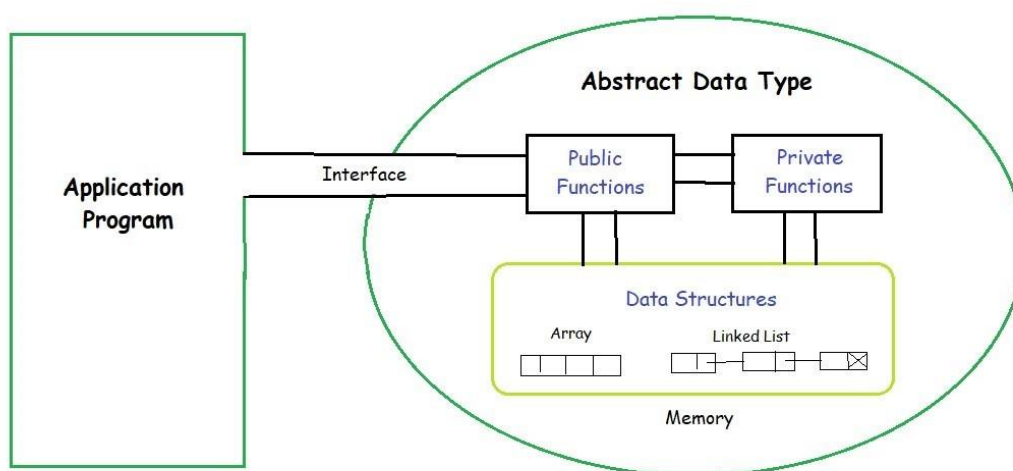 Abstract Data Type
Application
Program
Interface
Public
Functions
Private
Functions
Data Structures
Array
Linked List
Memory